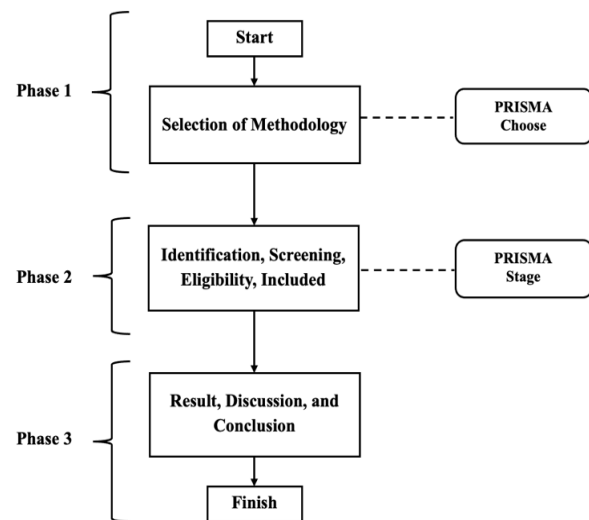 Start
Phase 1
Selection of Methodology
PRISMA
Choose
Identification, Screening,
Eligibility, Included
Phase 2
PRISMA
Stage
Result, Discussion, and
Conclusion
Phase 3
Finish